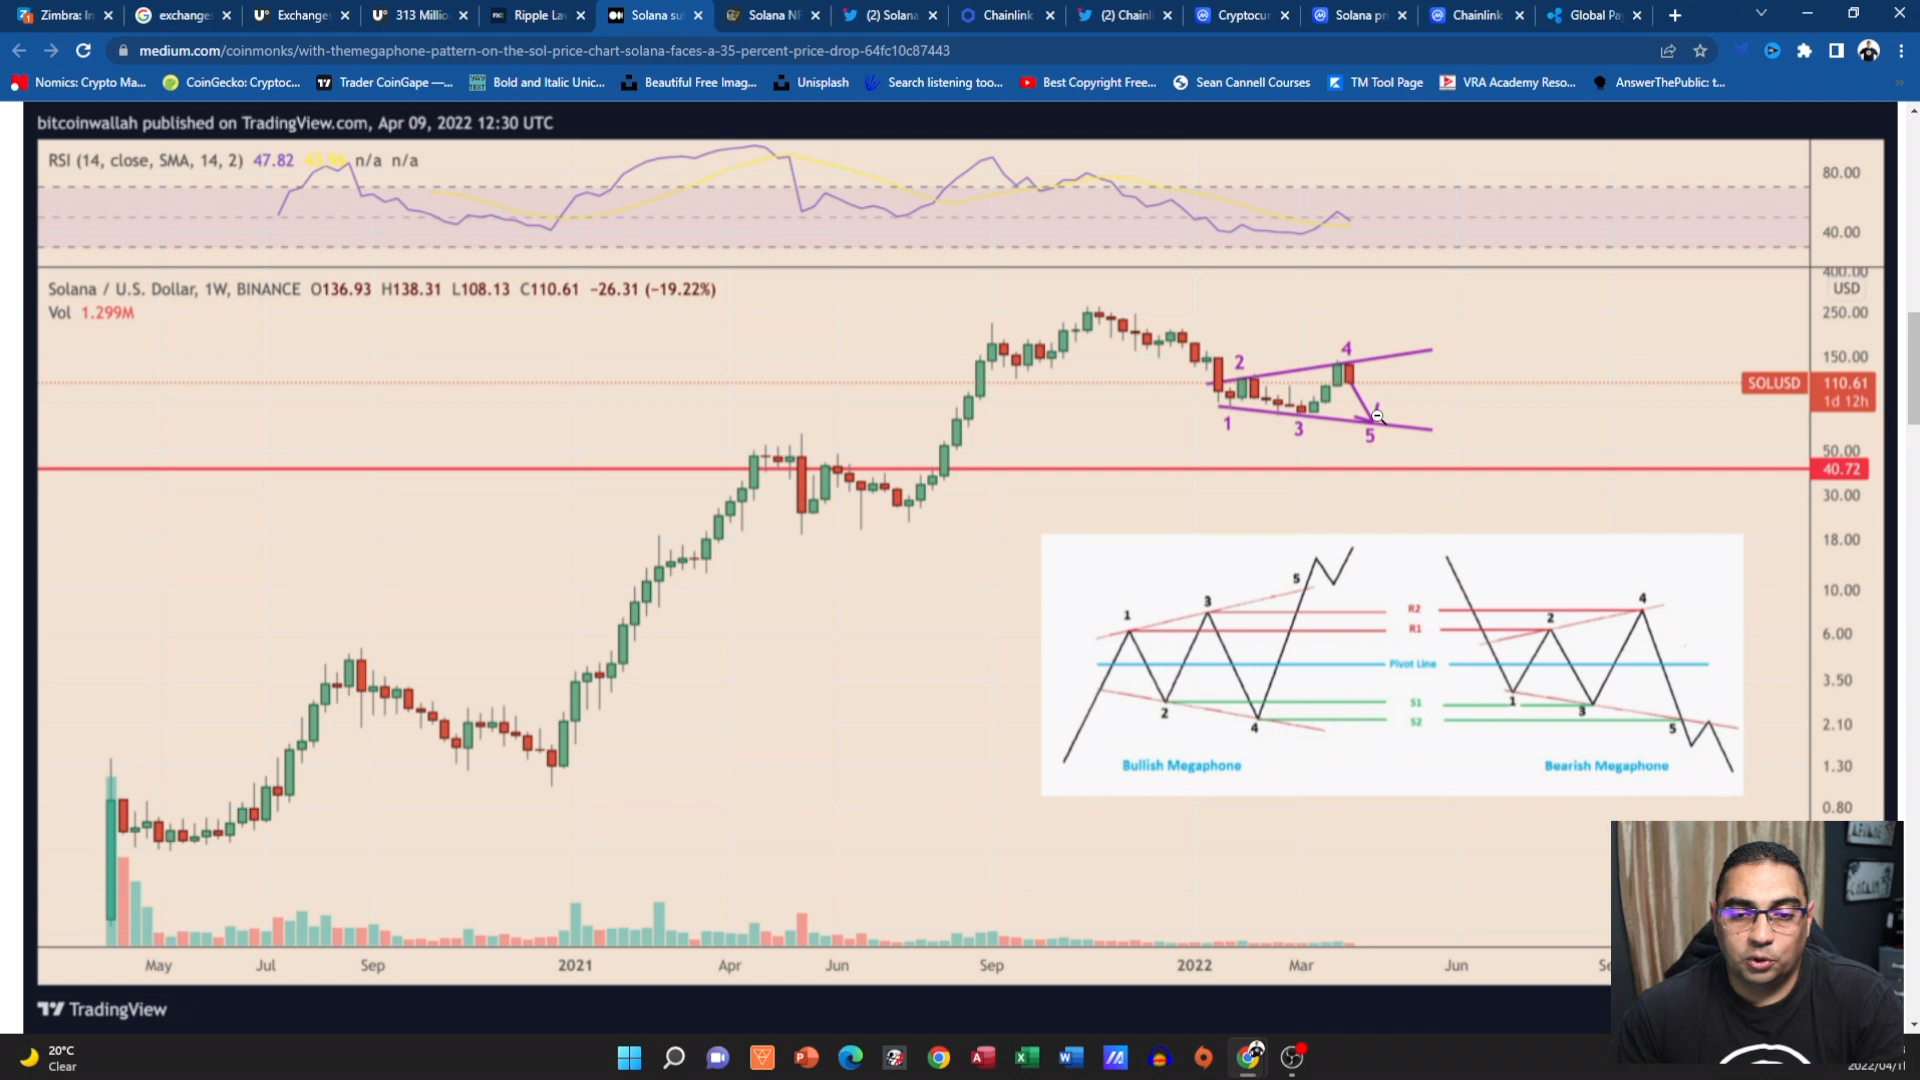 Zimbra: In
exchange:
Exchange:
313 Millio
Ripple La
Solana su
Solana NF
(2) Solana
Chainlink
(2) Chainl
Cryptocur
Solana pri
Chainlink
Global Pa
medium.com/coinmonks/with-themegaphone-pattern-on-the-sol-price-chart-solana-faces-a-35-percent-price-drop-64fc10c87443
Nomics: Crypto Ma...
CoinGecko: Cryptoc...
Trader CoinGape —...
Bold and Italic Unic...
Beautiful Free Imag...
Unisplash
Search listening too...
Best Copyright Free...
Sean Cannell Courses
TM Tool Page
VRA Academy Reso...
AnswerThePublic: t...
bitcoinwallah published on TradingView.com, Apr 09, 2022 12:30 UTC
RSI (14, close, SMA, 14, 2) 47.82 n/a n/a
80.00
40.00
Solana / U.S. Dollar, 1W, BINANCE O136.93 H138.31 L108.13 C110.61 −26.31 (−19.22%)
Vol 1.299M
400.00
USD
250.00
150.00
SOLUSD 110.61
1d 12h
50.00
40.72
30.00
18.00
10.00
6.00
3.50
2.10
1.30
0.80
2
4
1
3
5
1
3
5
2
4
Bullish Megaphone
R2
R1
Pivot Line
S1
S2
2
4
1
3
5
Bearish Megaphone
May
Jul
Sep
2021
Apr
Jun
Sep
2022
Mar
Jun
TradingView
20°C
Clear